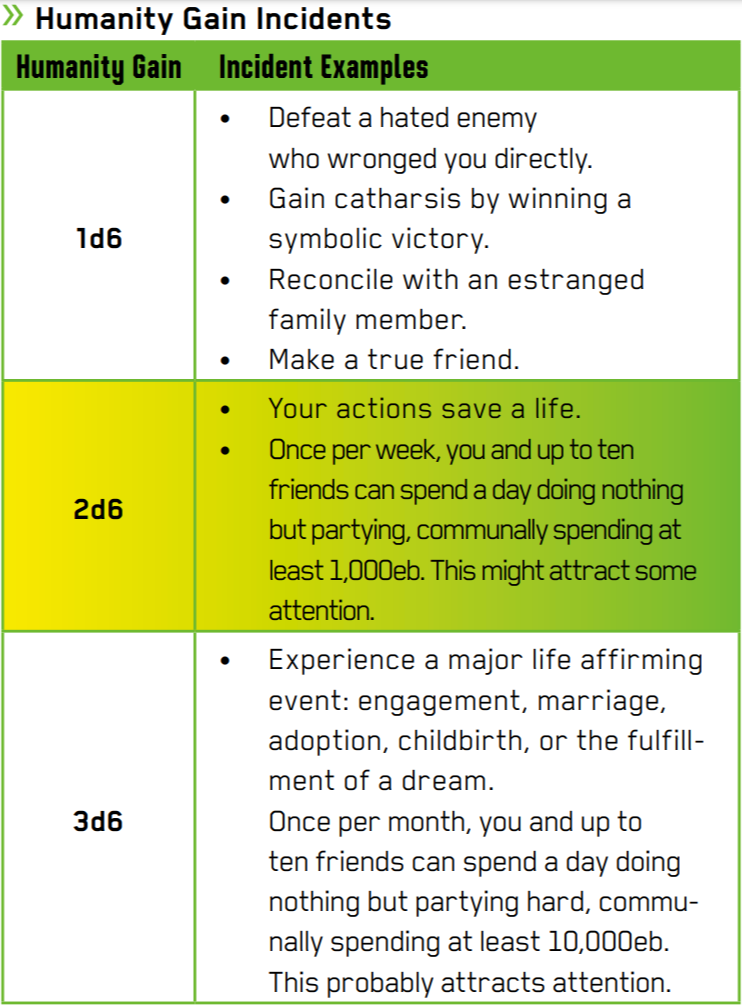 » Humanity Gain Incidents
Humanity Gain Incident Examples
1d6
• Defeat a hated enemy
who wronged you directly.
• Gain catharsis by winning a
symbolic victory.
• Reconcile with an estranged
family member.
• Make a true friend.
2d6
• Your actions save a life.
• Once per week, you and up to ten
friends can spend a day doing nothing
but partying, communally spending at
least 1,000eb. This might attract some
attention.
3d6
• Experience a major life affirming
event: engagement, marriage,
adoption, childbirth, or the fulfill-
ment of a dream.
Once per month, you and up to
ten friends can spend a day doing
nothing but partying hard, commu-
nally spending at least 10,000eb.
This probably attracts attention.